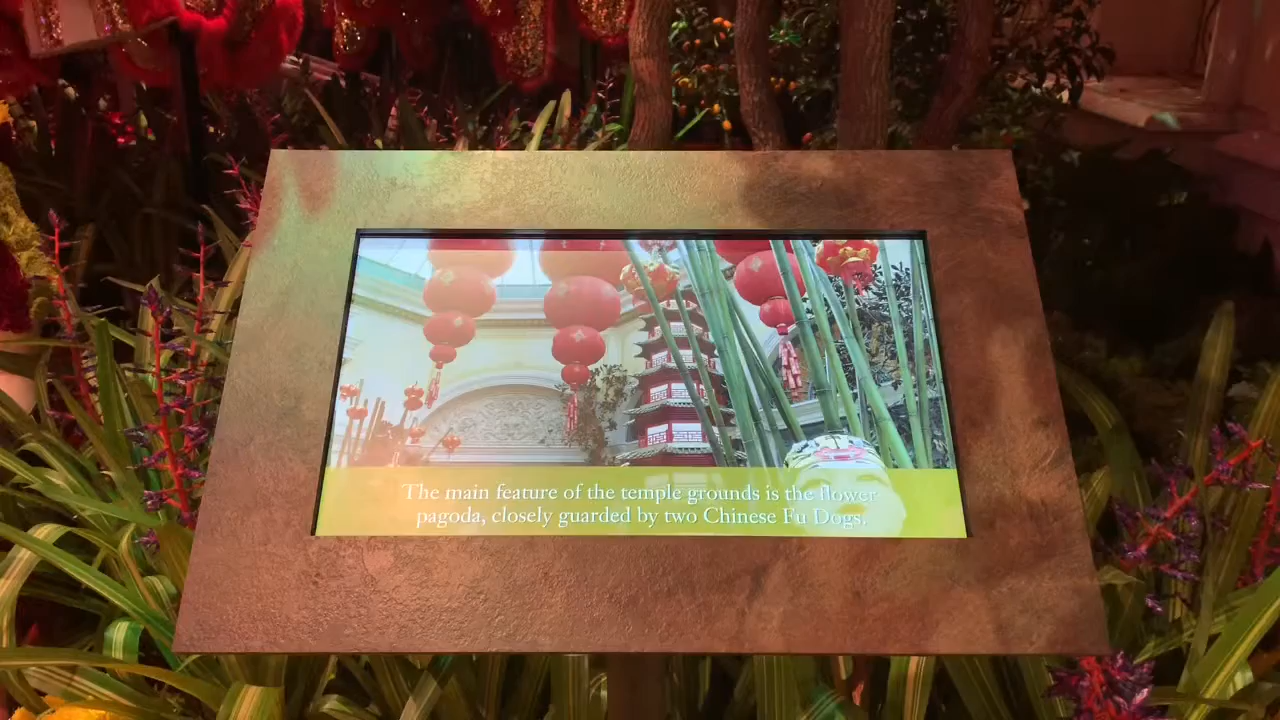 The main feature of the temple grounds is the flower
pagoda, closely guarded by two Chinese Fu Dogs.